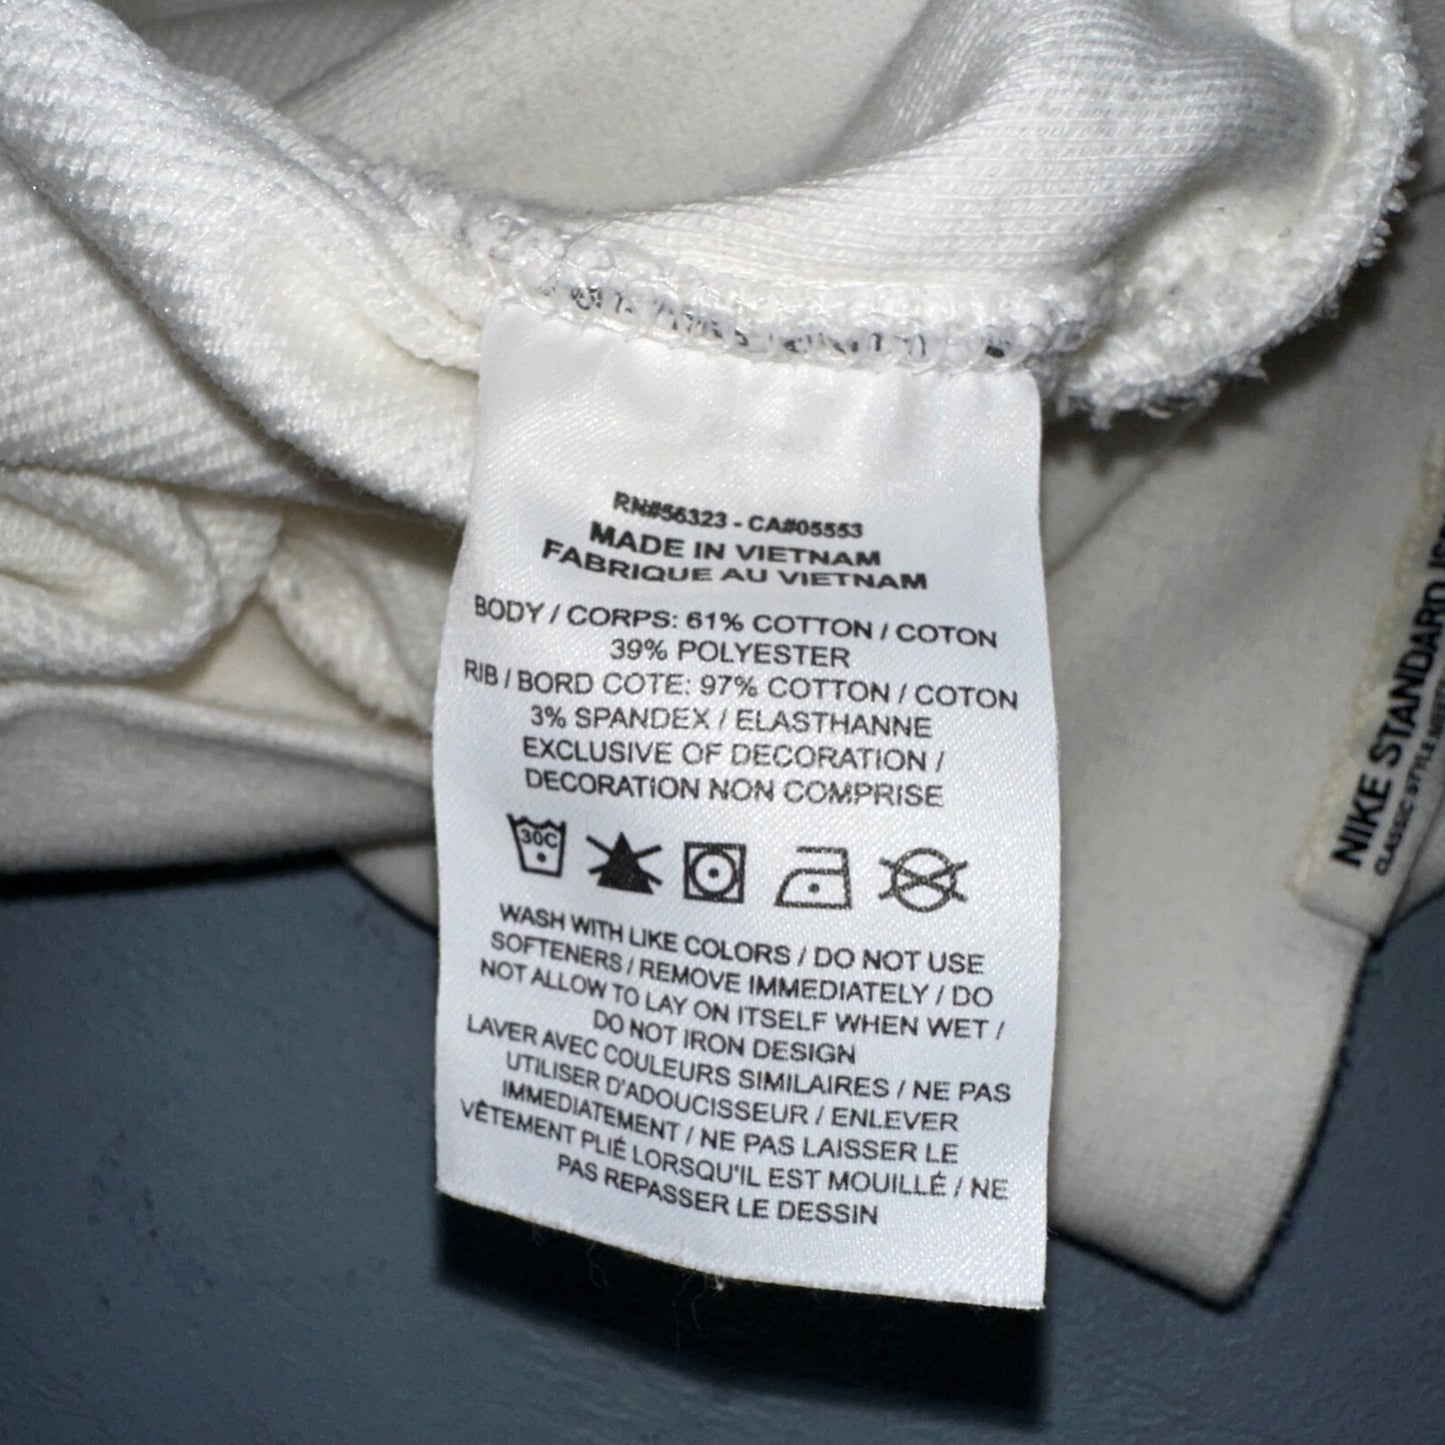 RN#56323 - CA#05553
MADE IN VIETNAM
FABRIQUE AU VIETNAM
BODY / CORPS: 61% COTTON / COTON
39% POLYESTER
RIB / BORD COTE: 97% COTTON / COTON
3% SPANDEX / ELASTHANNE
EXCLUSIVE OF DECORATION /
DECORATION NON COMPRISE
30C
WASH WITH LIKE COLORS / DO NOT USE
SOFTENERS / REMOVE IMMEDIATELY / DO
NOT ALLOW TO LAY ON ITSELF WHEN WET /
DO NOT IRON DESIGN
LAVER AVEC COULEURS SIMILAIRES / NE PAS
UTILISER D'ADOUCISSEUR / ENLEVER
IMMEDIATEMENT / NE PAS LAISSER LE
VÊTEMENT PLIÉ LORSQU'IL EST MOUILLÉ / NE
PAS REPASSER LE DESSIN
NIKE STANDARD
CLASSIC STYLE